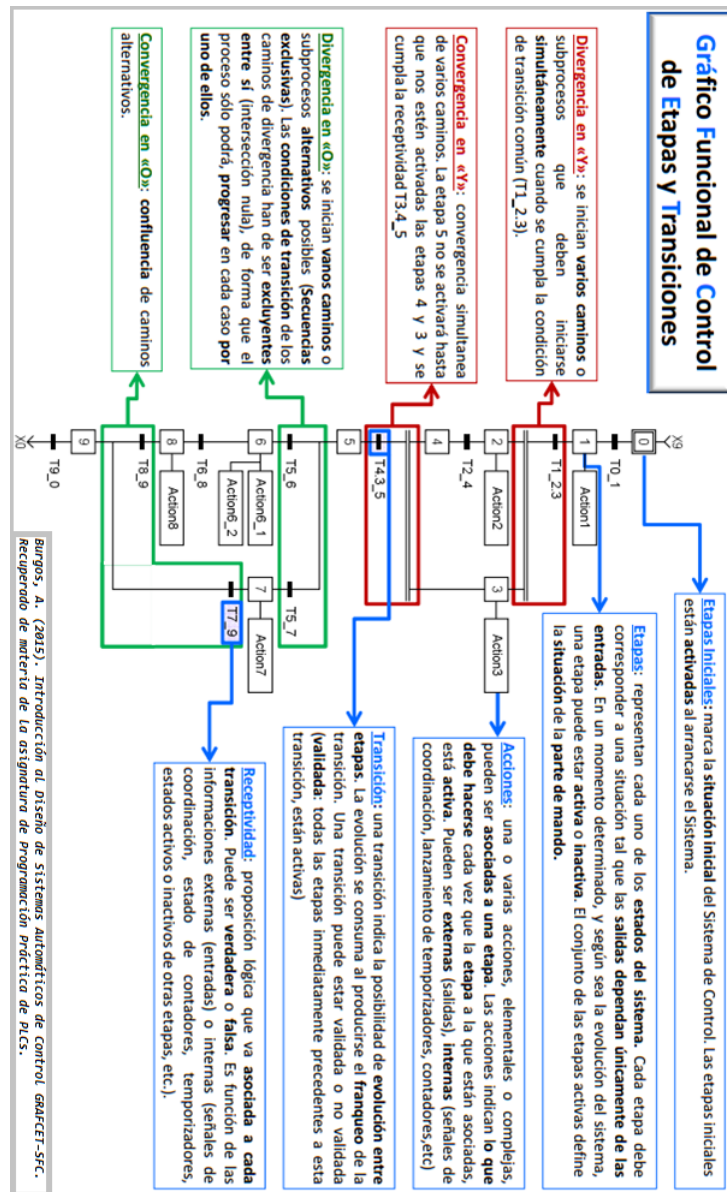 Gráfico Funcional de Control
de Etapas y Transiciones
Divergencia en «Y»: se inician varios caminos o
subprocesos que deben iniciarse
simultáneamente cuando se cumpla la condición
de transición común (T1_2.3).
Convergencia en «Y»: convergencia simultanea
de varios caminos. La etapa 5 no se activará hasta
que nos estén activadas las etapas 4 y 3 y se
cumpla la receptividad T3.4_5
Divergencia en «O»: se inician vanos caminos o
subprocesos alternativos posibles (Secuencias
exclusivas). Las condiciones de transición de los
caminos de divergencia han de ser excluyentes
entre sí (intersección nula), de forma que el
proceso sólo podrá, progresar en cada caso por
uno de ellos.
Convergencia en «O»: confluencia de caminos
alternativos.
X9
0
T0_1
1
Action1
T1_2.3
2
Action2
3
Action3
T2_4
4
T4.3_5
5
T5_6
T5_7
6
Action6_1
Action6_2
7
Action7
T6_8
T7_9
8
Action8
T8_9
9
T9_0
X0
Etapas Iniciales: marca la situación inicial del Sistema de Control. Las etapas iniciales
están activadas al arrancarse el Sistema.
Etapas: representan cada uno de los estados del sistema. Cada etapa debe
corresponder a una situación tal que las salidas dependan únicamente de las
entradas. En un momento determinado, y según sea la evolución del sistema,
una etapa puede estar activa o inactiva. El conjunto de las etapas activas define
la situación de la parte de mando.
Acciones: una o varias acciones, elementales o complejas,
pueden ser asociadas a una etapa. Las acciones indican lo que
debe hacerse cada vez que la etapa a la que están asociadas,
está activa. Pueden ser externas (salidas), internas (señales de
coordinación, lanzamiento de temporizadores, contadores,etc)
Transición: una transición indica la posibilidad de evolución entre
etapas. La evolución se consuma al producirse el franqueo de la
transición. Una transición puede estar validada o no validada
(validada: todas las etapas inmediatamente precedentes a esta
transición, están activas)
Receptividad: proposición lógica que va asociada a cada
transición. Puede ser verdadera o falsa. Es función de las
informaciones externas (entradas) o internas (señales de
coordinación, estado de contadores, temporizadores,
estados activos o inactivos de otras etapas, etc.).
Burgos, A. (2015). Introducción al Diseño de Sistemas Automáticos de Control GRAFCET-SFC.
Recuperado de materia de La asignatura de Programación Práctica de PLCs.